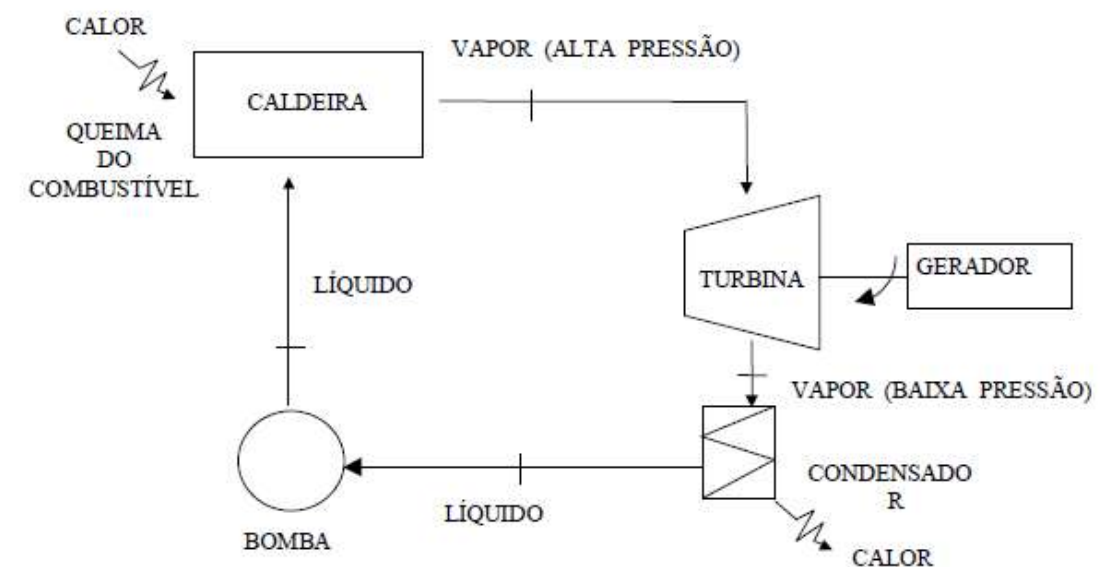 CALOR
VAPOR (ALTA PRESSÃO)
CALDEIRA
QUEIMA
DO
COMBUSTÍVEL
LÍQUIDO
TURBINA
GERADOR
VAPOR (BAIXA PRESSÃO)
CONDENSADO
R
LÍQUIDO
BOMBA
CALOR